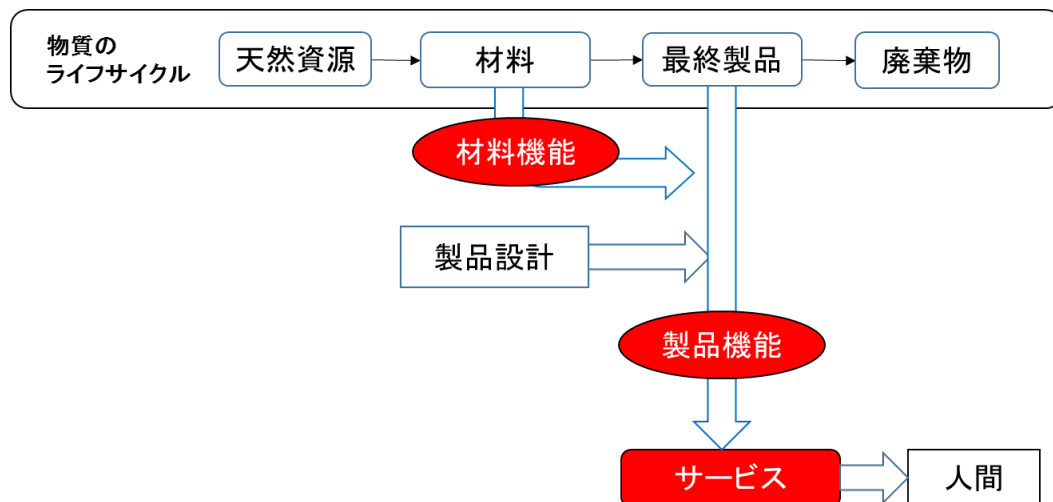 物質の
ライフサイクル
天然資源
材料
最終製品
廃棄物
材料機能
製品設計
製品機能
サービス
人間